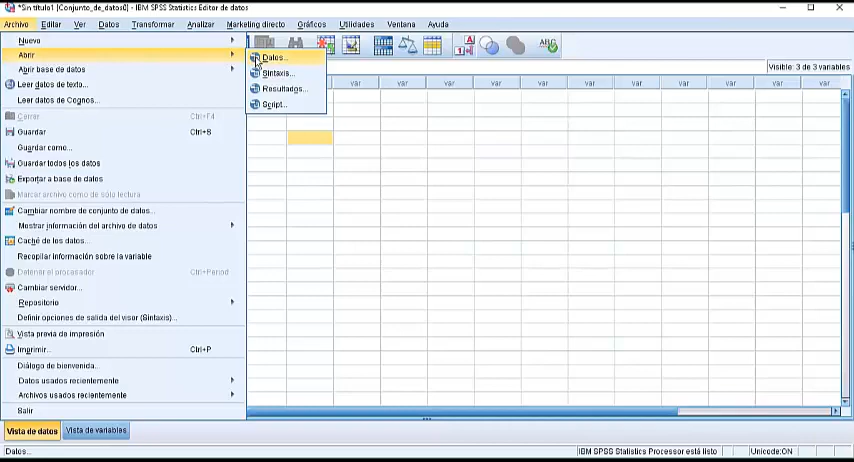 *Sin título1 [Conjunto_de_datos0] - IBM SPSS Statistics Editor de datos
Archivo Editar Ver Datos Transformar Analizar Marketing directo Gráficos Utilidades Ventana Ayuda
Nuevo
Abrir
Abrir base de datos
Leer datos de texto...
Leer datos de Cognos...
Cerrar Ctrl+F4
Guardar Ctrl+B
Guardar como...
Guardar todos los datos
Exportar a base de datos
Marcar archivo como de sólo lectura
Cambiar nombre de conjunto de datos...
Mostrar información del archivo de datos
Caché de los datos...
Recopilar información sobre la variable
Detener el procesador Ctrl+Period
Cambiar servidor...
Repositorio
Definir opciones de salida del visor (Sintaxis)...
Vista previa de impresión
Imprimir... Ctrl+P
Diálogo de bienvenida...
Datos usados recientemente
Archivos usados recientemente
Salir
Datos...
Sintaxis...
Resultados...
Script...
Visible: 3 de 3 variables
var var var var var var var var var var var var
Vista de datos Vista de variables
Datos... IBM SPSS Statistics Processor está listo Unicode:ON